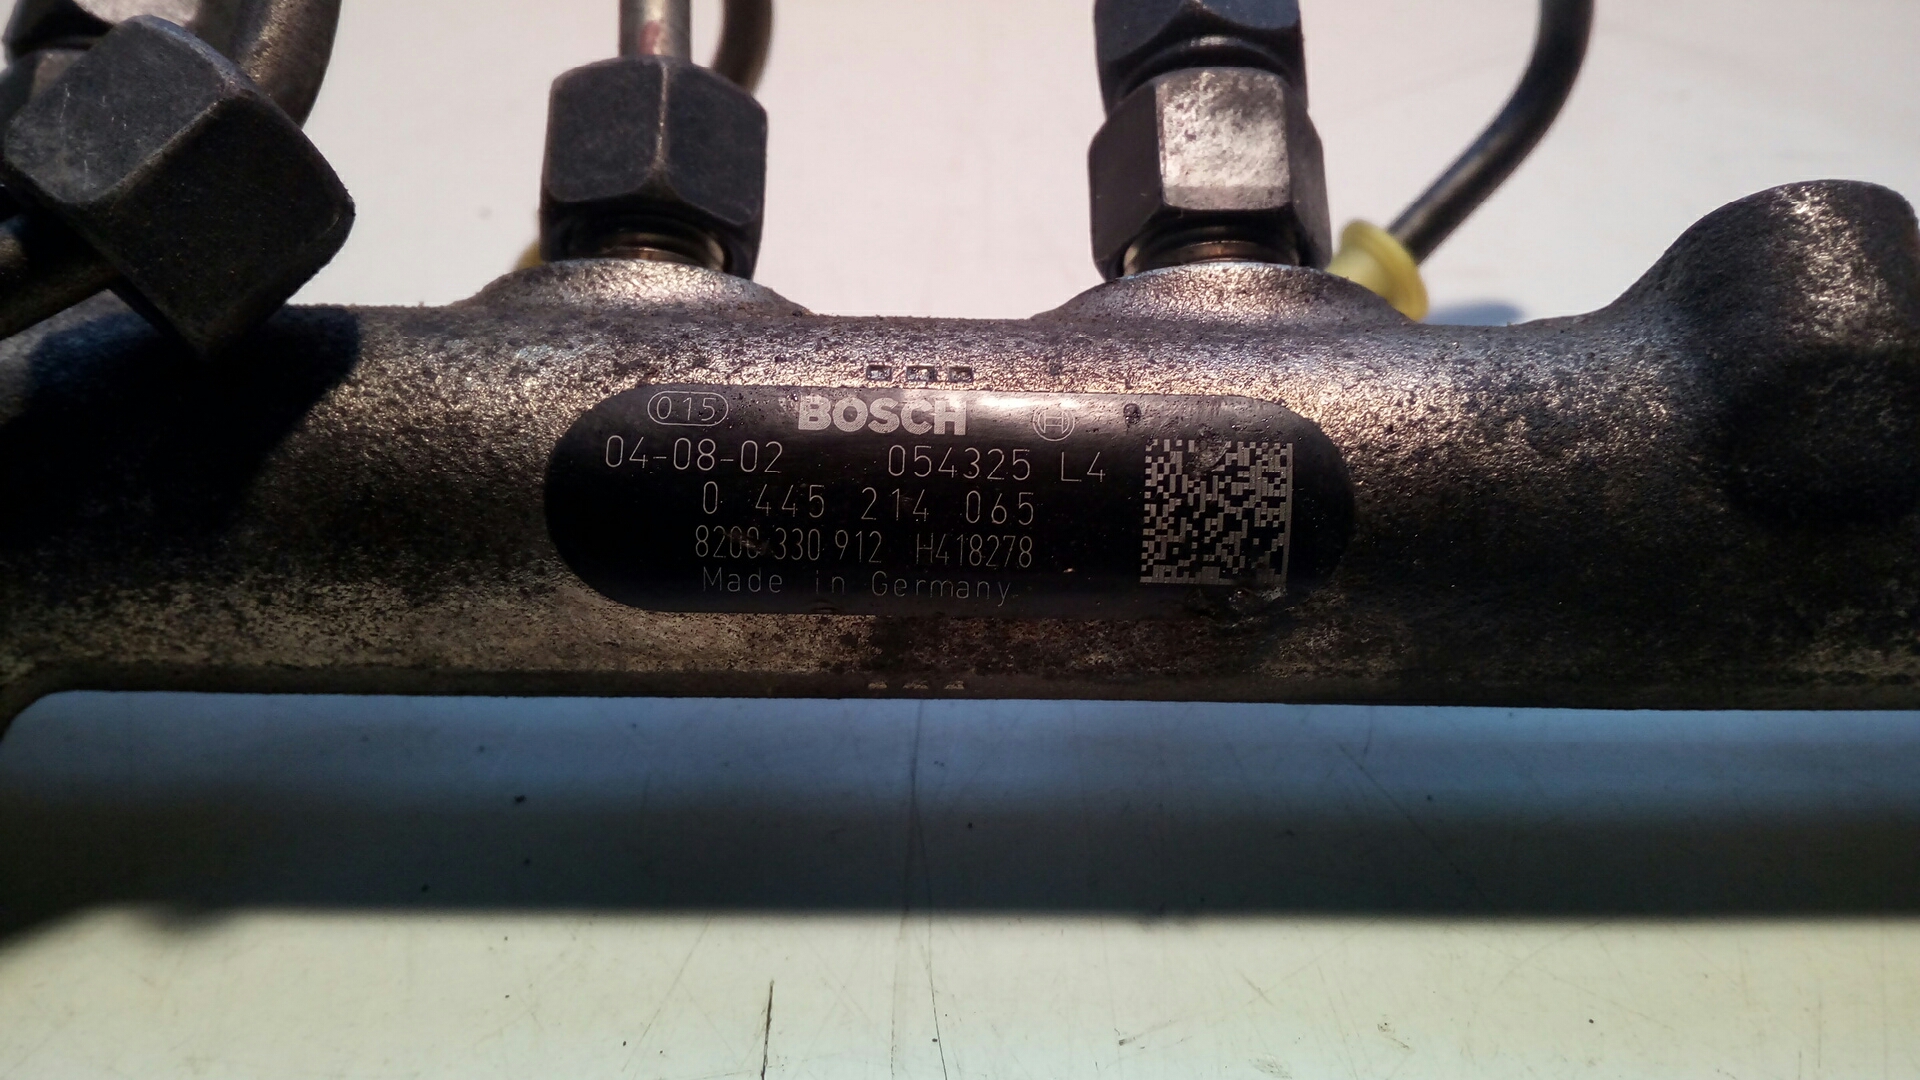 015 BOSCH H
04-08-02 054325 L4
0 445 214 065
8200 330 912 H418278
Made in Germany